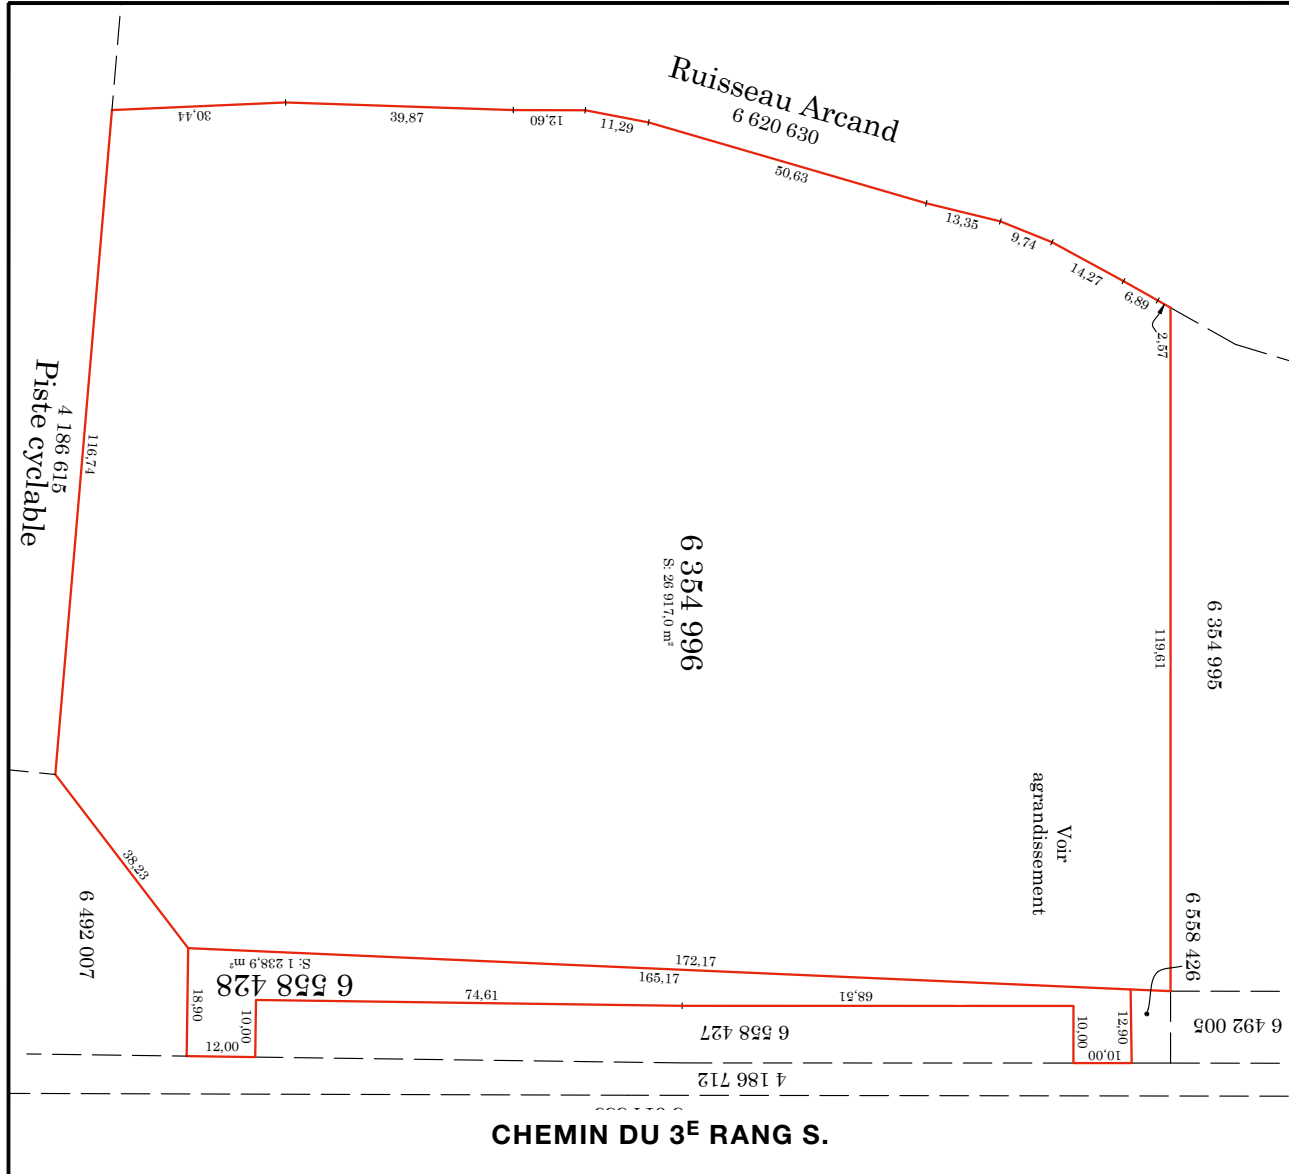 Ruisseau Arcand
6 620 630
30,44
39,87
12,60
11,29
50,63
13,35
9,74
14,27
6,89
2,57
Piste cyclable
4 186 615
116,74
6 354 996
S: 26 917,0 m²
119,61
6 354 995
Voir
agrandissement
38,23
6 492 007
6 558 426
172,17
165,17
S: 1 238,9 m²
6 558 428
18,90
10,00
12,00
74,61
68,51
6 558 427
10,00
12,90
10,00
6 492 005
4 186 712
CHEMIN DU 3E RANG S.